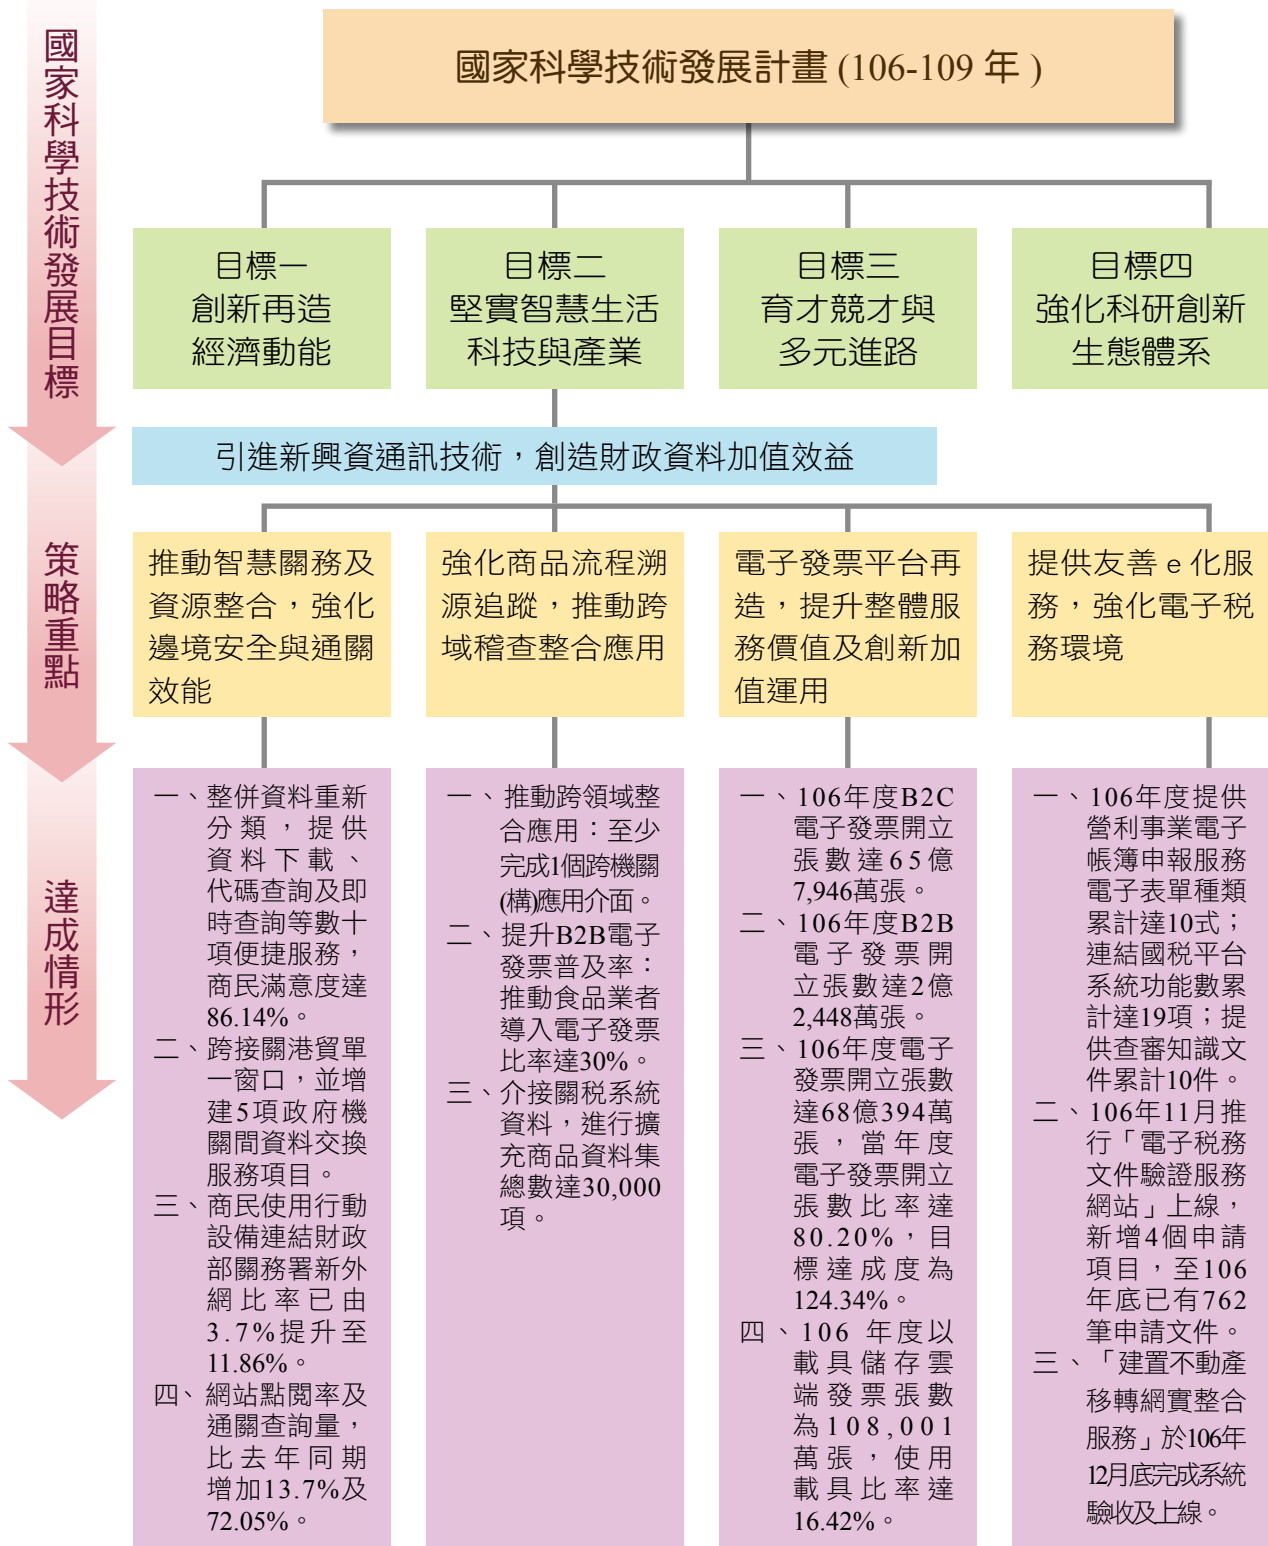 國家科學技術發展目標
國家科學技術發展計畫 (106-109 年 )
目標一
創新再造
經濟動能
目標二
堅實智慧生活
科技與產業
目標三
育才競才與
多元進路
目標四
強化科研創新
生態體系
引進新興資通訊技術，創造財政資料加值效益
策略重點
推動智慧關務及
資源整合，強化
邊境安全與通關
效能
強化商品流程溯
源追蹤，推動跨
域稽查整合應用
電子發票平台再
造，提升整體服
務價值及創新加
值運用
提供友善 e 化服
務，強化電子稅
務環境
達成情形
一、整併資料重新
分類，提供
資料下載、
代碼查詢及即
時查詢等數十
項便捷服務，
商民滿意度達
86.14%。
二、跨接關港貿單
一窗口，並增
建5項政府機
關間資料交換
服務項目。
三、商民使用行動
設備連結財政
部關務署新外
網比率已由
3.7%提升至
11.86%。
四、網站點閱率及
通關查詢量，
比去年同期
增加13.7%及
72.05%。
一、推動跨領域整
合應用：至少
完成1個跨機關
(構)應用介面。
二、提升B2B電子
發票普及率：
推動食品業者
導入電子發票
比率達30%。
三、介接關稅系統
資料，進行擴
充商品資料集
總數達30,000
項。
一、106年度B2C
電子發票開立
張數達65億
7,946萬張。
二、106年度B2B
電子發票開
立張數達2億
2,448萬張。
三、106年度電子
發票開立張數
達68億394萬
張，當年度
電子發票開立
張數比率達
80.20%，目
標達成度為
124.34%。
四、106 年度以
載具儲存雲
端發票張數
為108,001
萬張，使用
載具比率達
16.42%。
一、106年度提供
營利事業電子
帳簿申報服務
電子表單種類
累計達10式；
連結國稅平台
系統功能數累
計達19項；提
供查審知識文
件累計10件。
二、106年11月推
行「電子稅務
文件驗證服務
網站」上線，
新增4個申請
項目，至106
年底已有762
筆申請文件。
三、「建置不動產
移轉網實整合
服務」於106年
12月底完成系統
驗收及上線。